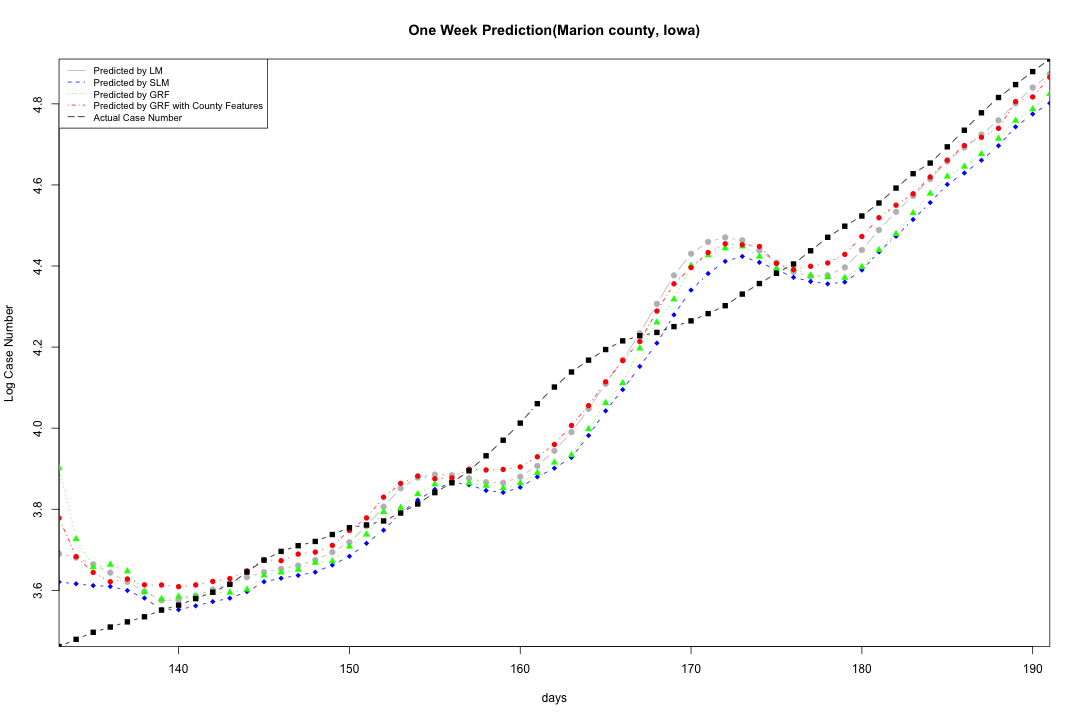 One Week Prediction(Marion county, Iowa)
Predicted by LM
Predicted by SLM
Predicted by GRF
Predicted by GRF with County Features
Actual Case Number
Log Case Number
4.8
4.6
4.4
4.2
4.0
3.8
3.6
140 150 160 170 180 190
days